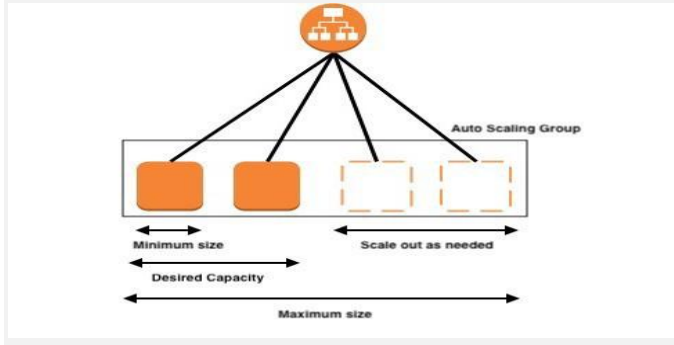 Auto Scaling Group
Minimum size
Scale out as needed
Desired Capacity
Maximum size